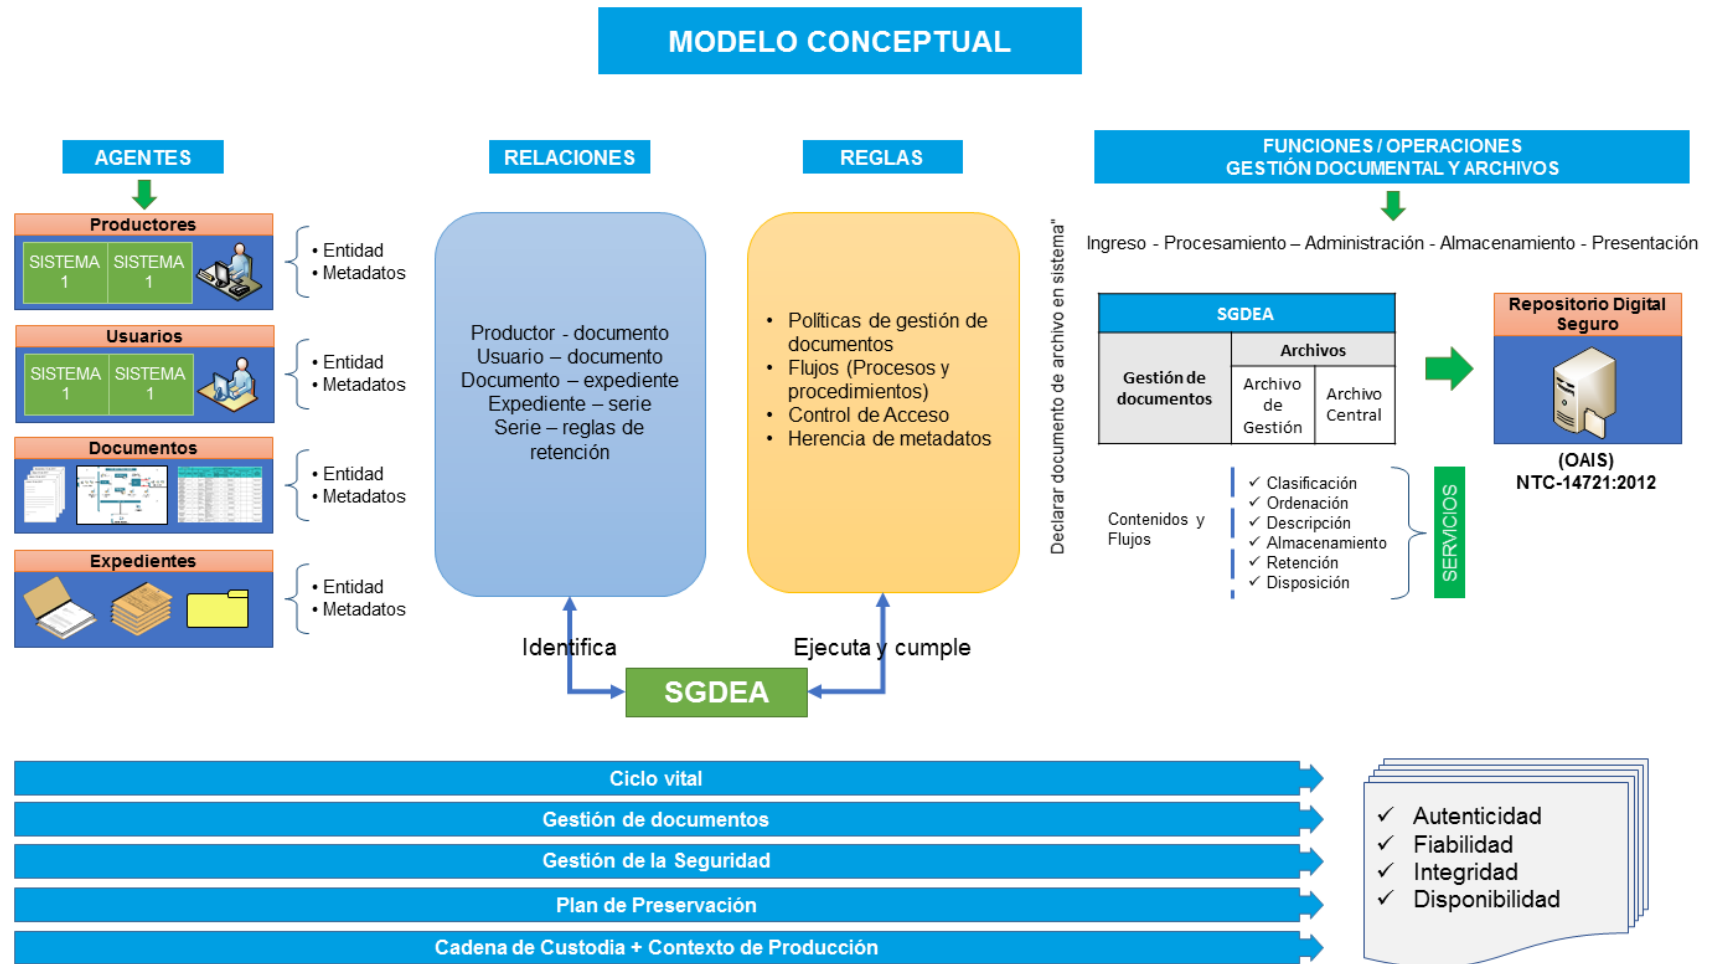 MODELO CONCEPTUAL
AGENTES
Productores
SISTEMA
1
SISTEMA
1
• Entidad
• Metadatos
Usuarios
SISTEMA
1
SISTEMA
1
• Entidad
• Metadatos
Documentos
• Entidad
• Metadatos
Expedientes
• Entidad
• Metadatos
RELACIONES
Productor - documento
Usuario – documento
Documento – expediente
Expediente – serie
Serie – reglas de
retención
REGLAS
• Políticas de gestión de
documentos
• Flujos (Procesos y
procedimientos)
• Control de Acceso
• Herencia de metadatos
Identifica
Ejecuta y cumple
SGDEA
Declarar documento de archivo en sistema"
FUNCIONES / OPERACIONES
GESTIÓN DOCUMENTAL Y ARCHIVOS
Ingreso - Procesamiento – Administración - Almacenamiento - Presentación
SGDEA
Gestión de
documentos
Archivos
Archivo
de
Gestión
Archivo
Central
Repositorio Digital
Seguro
(OAIS)
NTC-14721:2012
Contenidos y
Flujos
✓ Clasificación
✓ Ordenación
✓ Descripción
✓ Almacenamiento
✓ Retención
✓ Disposición
SERVICIOS
Ciclo vital
Gestión de documentos
Gestión de la Seguridad
Plan de Preservación
Cadena de Custodia + Contexto de Producción
✓ Autenticidad
✓ Fiabilidad
✓ Integridad
✓ Disponibilidad